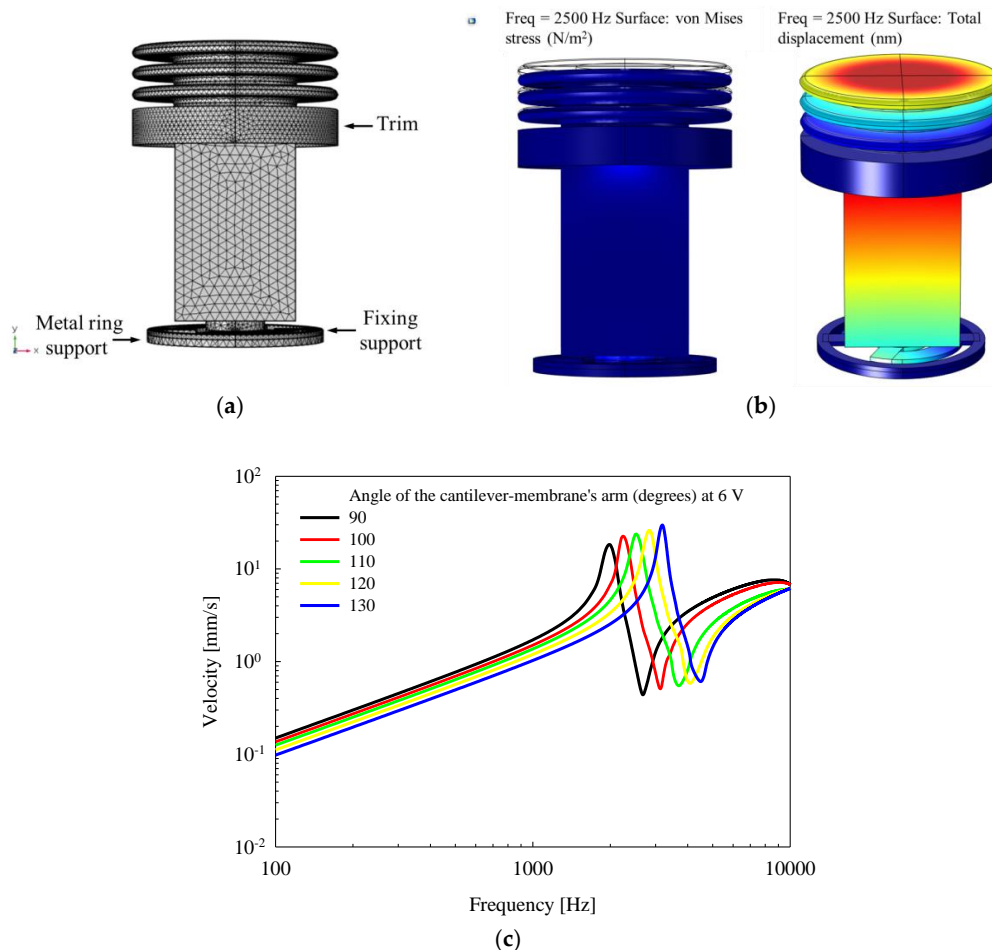 Trim
Metal ring
support
Fixing
support
y
x
(a)
Freq = 2500 Hz Surface: von Mises
stress (N/m²)
Freq = 2500 Hz Surface: Total
displacement (nm)
(b)
Angle of the cantilever-membrane's arm (degrees) at 6 V
90
100
110
120
130
10²
10¹
10⁰
10⁻¹
10⁻²
Velocity [mm/s]
100
1000
10000
Frequency [Hz]
(c)